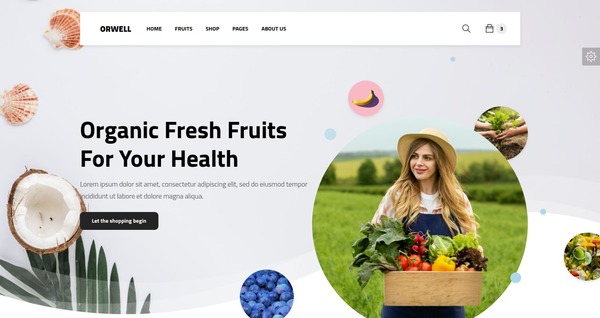 ORWELL HOME FRUITS SHOP PAGES ABOUT US 3
Organic Fresh Fruits
For Your Health
Lorem ipsum dolor sit amet, consectetur adipiscing elit, sed do eiusmod tempor
incididunt ut labore et dolore magna aliqua.
Let the shopping begin